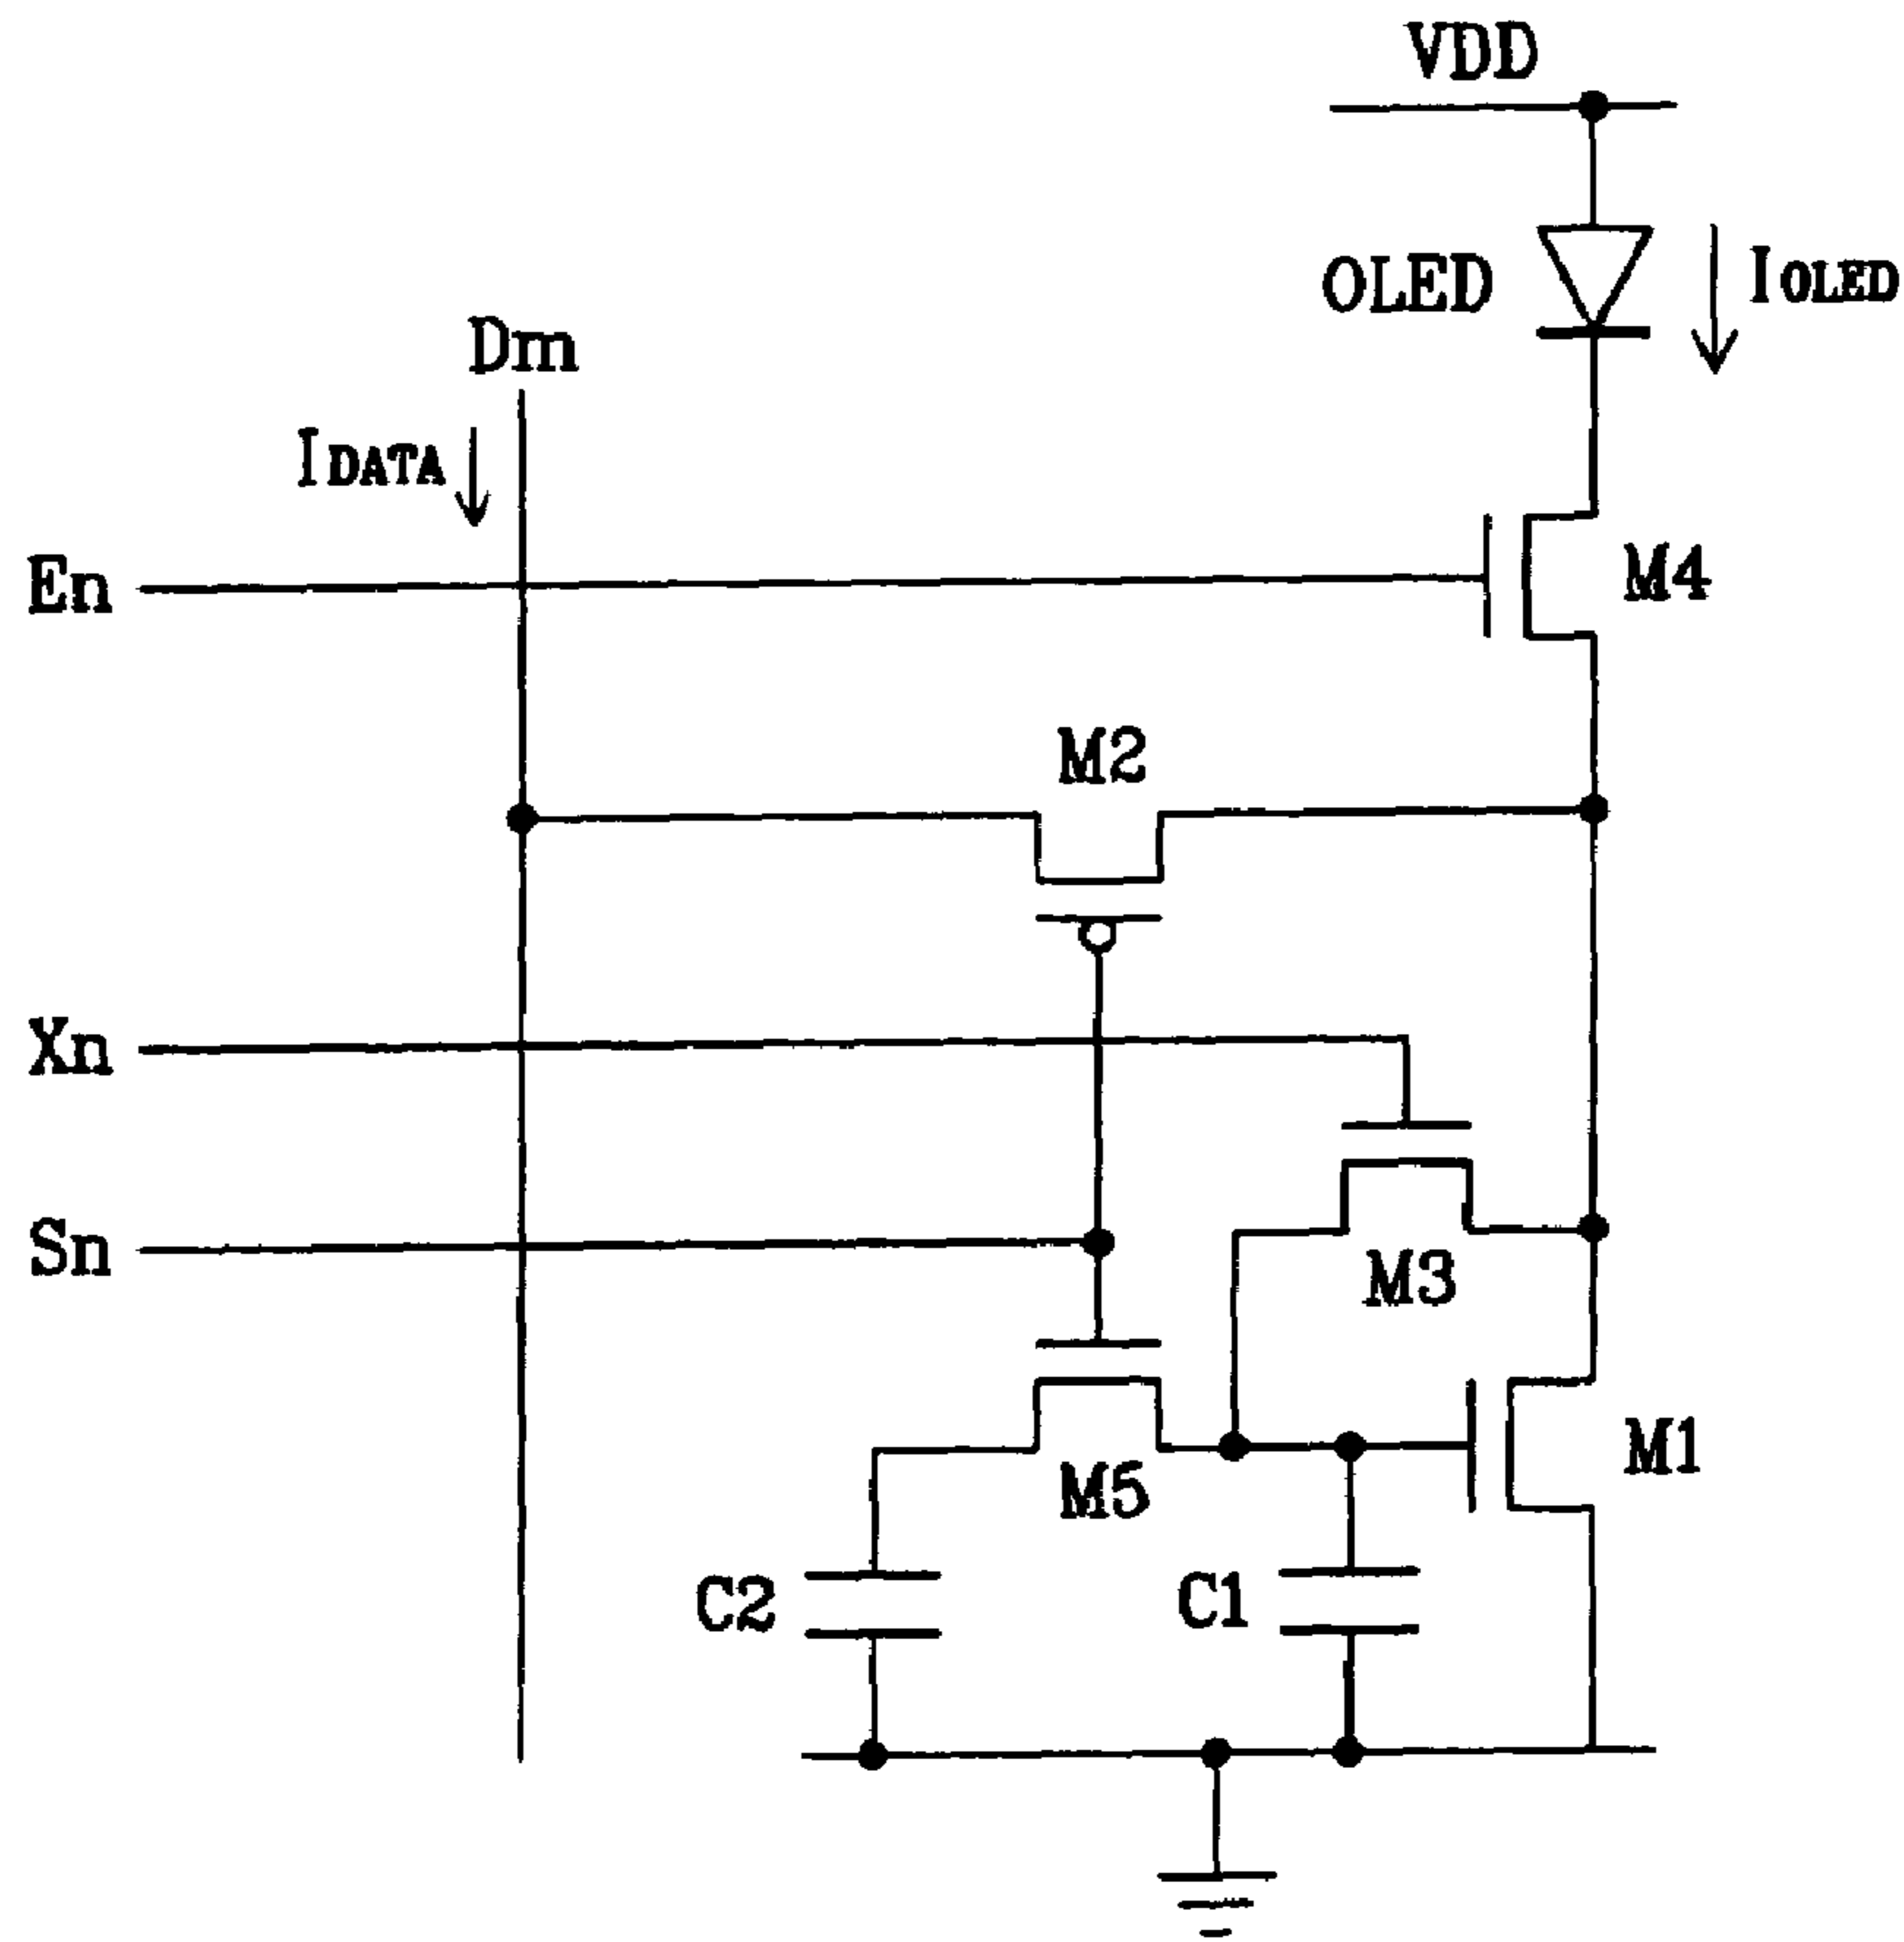 VDD
OLED
IOLED
Dm
IDATA
En
M4
M2
Xn
Sn
M3
M5
M1
C2
C1